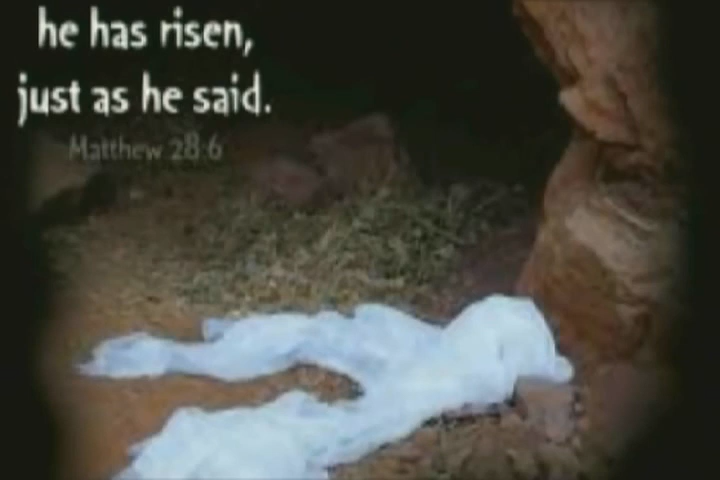 he has risen,
just as he said.
Matthew 28:6